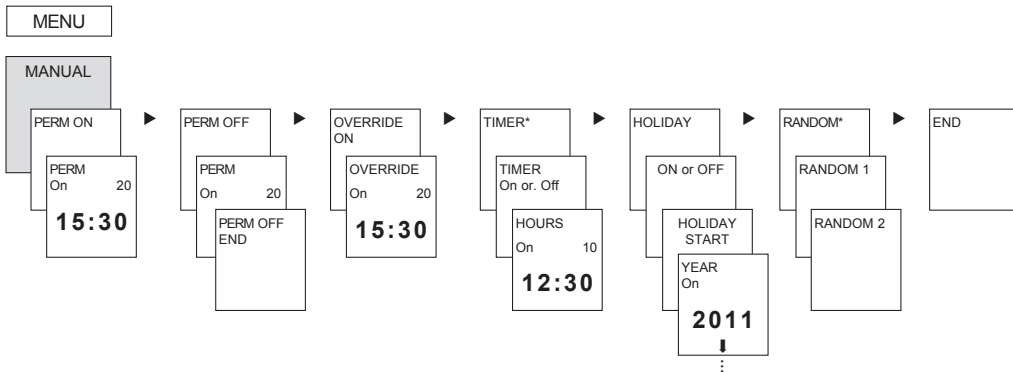 MENU
MANUAL
PERM ON
PERM
On 20
15:30
PERM OFF
PERM
On 20
PERM OFF
END
OVERRIDE
ON
OVERRIDE
On 20
15:30
TIMER*
TIMER
On or. Off
HOURS
On 10
12:30
HOLIDAY
ON or OFF
HOLIDAY
START
YEAR
On
2011
RANDOM*
RANDOM 1
RANDOM 2
END